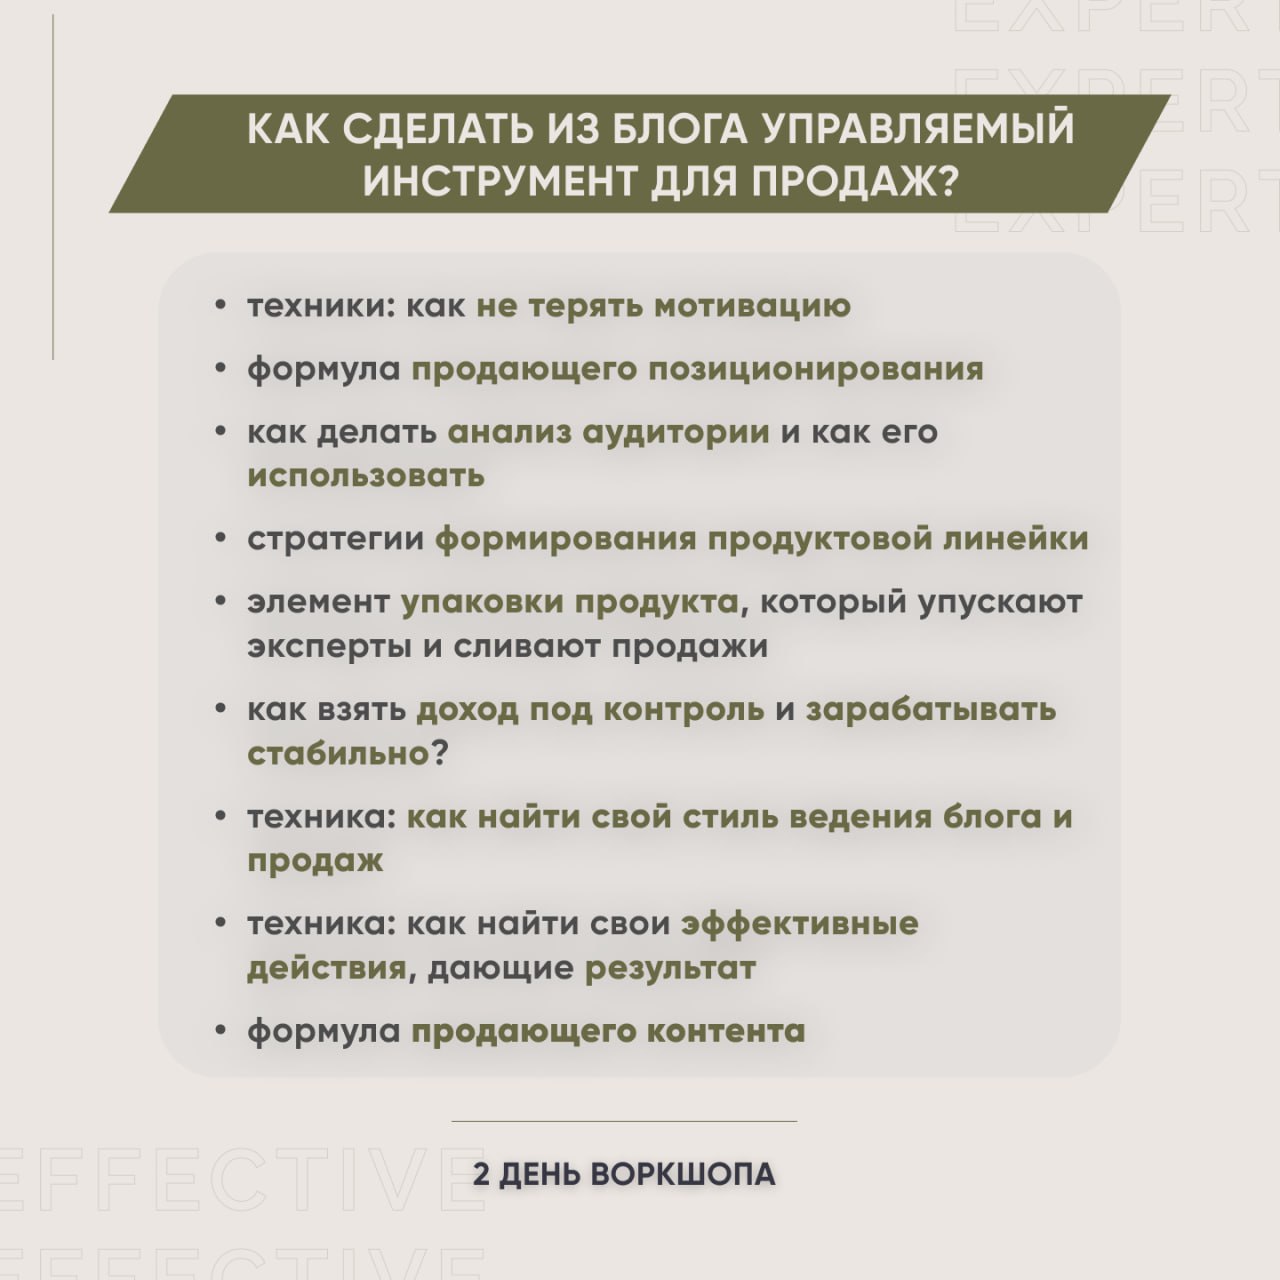 EXPERT
EXPERT
EXPERT
КАК СДЕЛАТЬ ИЗ БЛОГА УПРАВЛЯЕМЫЙ
ИНСТРУМЕНТ ДЛЯ ПРОДАЖ?
• техники: как не терять мотивацию
• формула продающего позиционирования
• как делать анализ аудитории и как его
использовать
• стратегии формирования продуктовой линейки
• элемент упаковки продукта, который упускают
эксперты и сливают продажи
• как взять доход под контроль и зарабатывать
стабильно?
• техника: как найти свой стиль ведения блога и
продаж
• техника: как найти свои эффективные
действия, дающие результат
• формула продающего контента
2 ДЕНЬ ВОРКШОПА
EFFECTIVE
EFFECTIVE